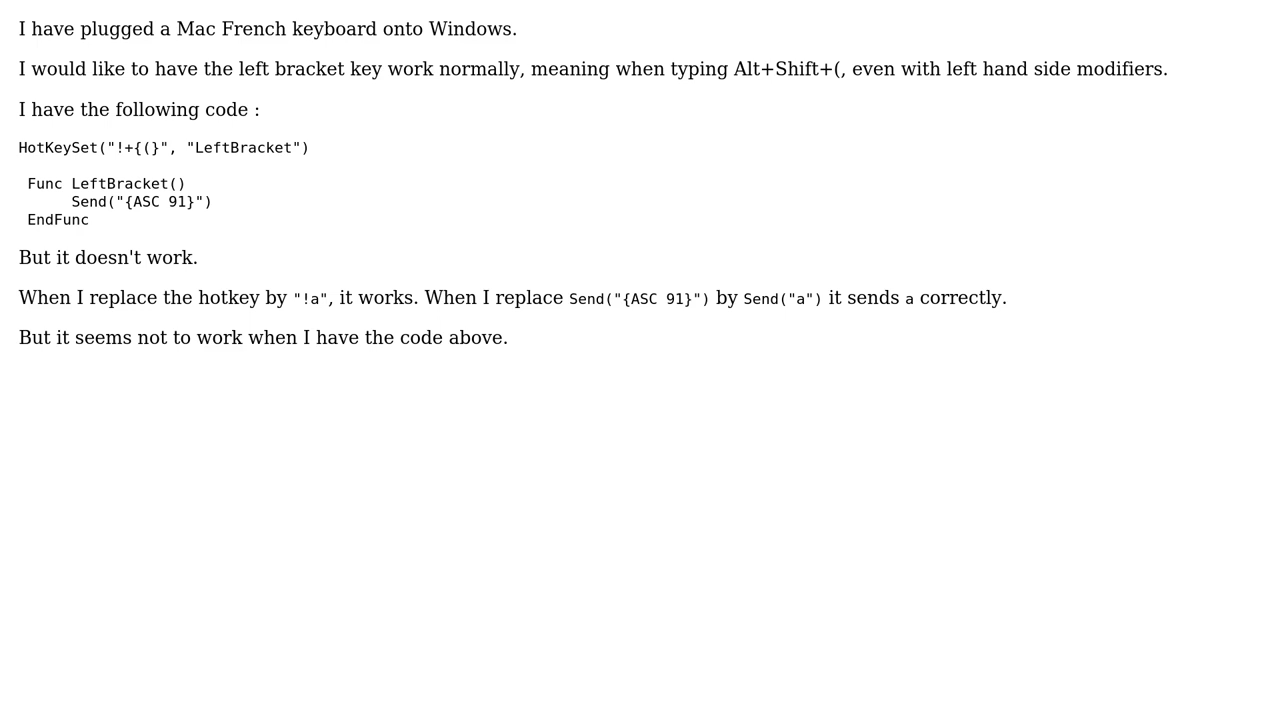 I have plugged a Mac French keyboard onto Windows.
I would like to have the left bracket key work normally, meaning when typing Alt+Shift+(, even with left hand side modifiers.
I have the following code :
HotKeySet("!+{(}", "LeftBracket")
Func LeftBracket()
Send("{ASC 91}")
EndFunc
But it doesn't work.
When I replace the hotkey by "!a", it works. When I replace Send("{ASC 91}") by Send("a") it sends a correctly.
But it seems not to work when I have the code above.